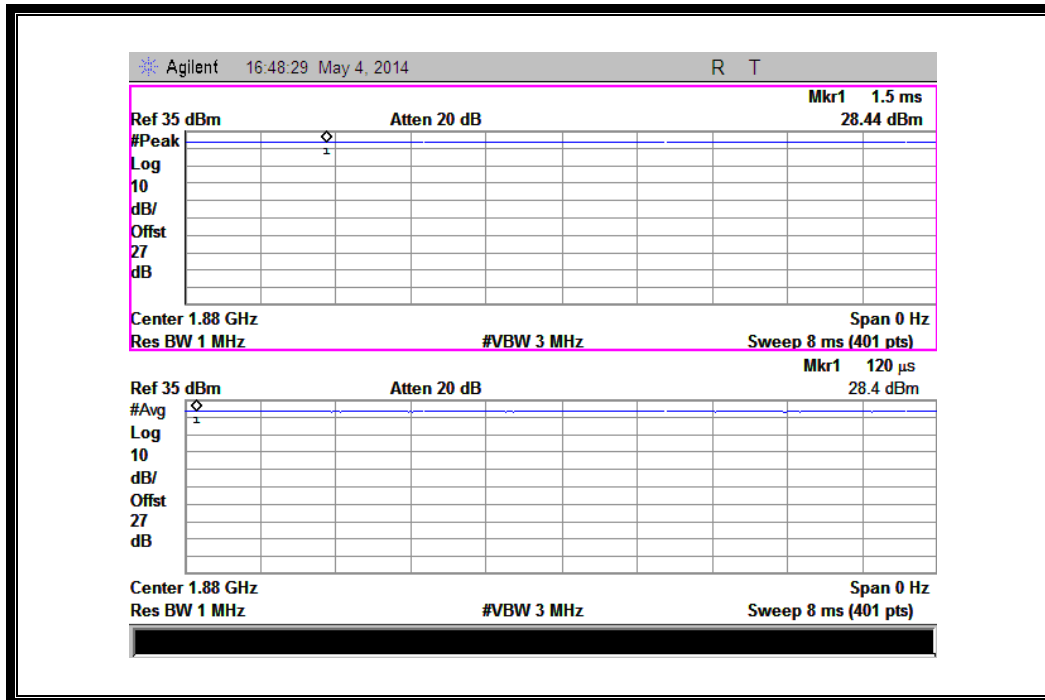 Agilent 16:48:29 May 4, 2014 R T
Mkr1 1.5 ms
Ref 35 dBm Atten 20 dB 28.44 dBm
#Peak
1
Log
10
dB/
Offst
27
dB
Center 1.88 GHz Span 0 Hz
Res BW 1 MHz #VBW 3 MHz Sweep 8 ms (401 pts)
Mkr1 120 μs
Ref 35 dBm Atten 20 dB 28.4 dBm
#Avg
1
Log
10
dB/
Offst
27
dB
Center 1.88 GHz Span 0 Hz
Res BW 1 MHz #VBW 3 MHz Sweep 8 ms (401 pts)